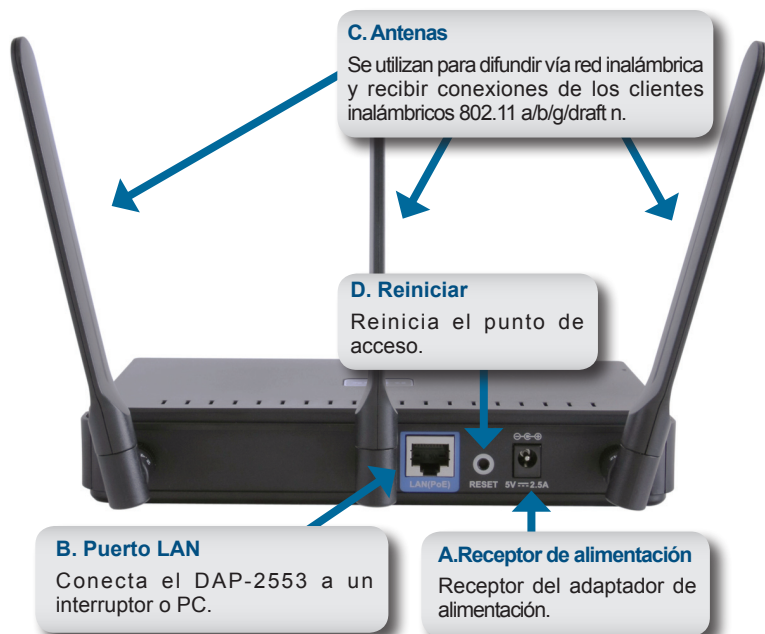 C. Antenas
Se utilizan para difundir vía red inalámbrica
y recibir conexiones de los clientes
inalámbricos 802.11 a/b/g/draft n.
D. Reiniciar
Reinicia el punto de
acceso.
LAN(PoE)
RESET
5V 2.5A
B. Puerto LAN
Conecta el DAP-2553 a un
interruptor o PC.
A.Receptor de alimentación
Receptor del adaptador de
alimentación.